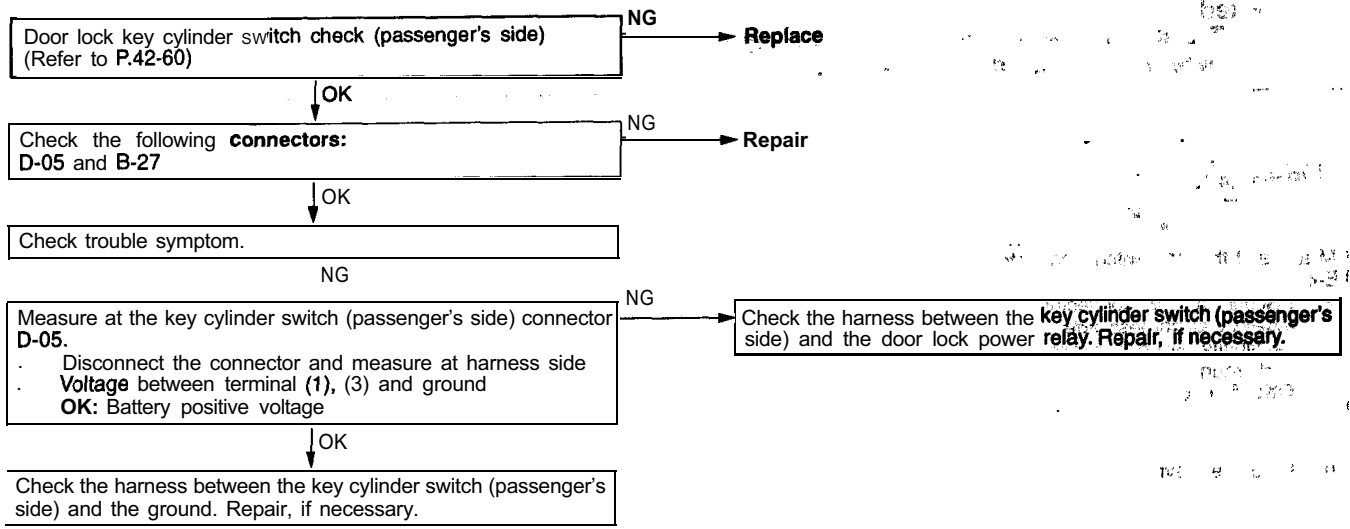 NG
Door lock key cylinder switch check (passenger's side)
(Refer to P.42-60)
Replace
OK
NG
Check the following connectors:
D-05 and B-27
Repair
OK
Check trouble symptom.
NG
NG
Measure at the key cylinder switch (passenger's side) connector
D-05.
. Disconnect the connector and measure at harness side
. Voltage between terminal (1), (3) and ground
OK: Battery positive voltage
Check the harness between the key cylinder switch (passenger's
side) and the door lock power relay. Repair, if necessary.
OK
Check the harness between the key cylinder switch (passenger's
side) and the ground. Repair, if necessary.